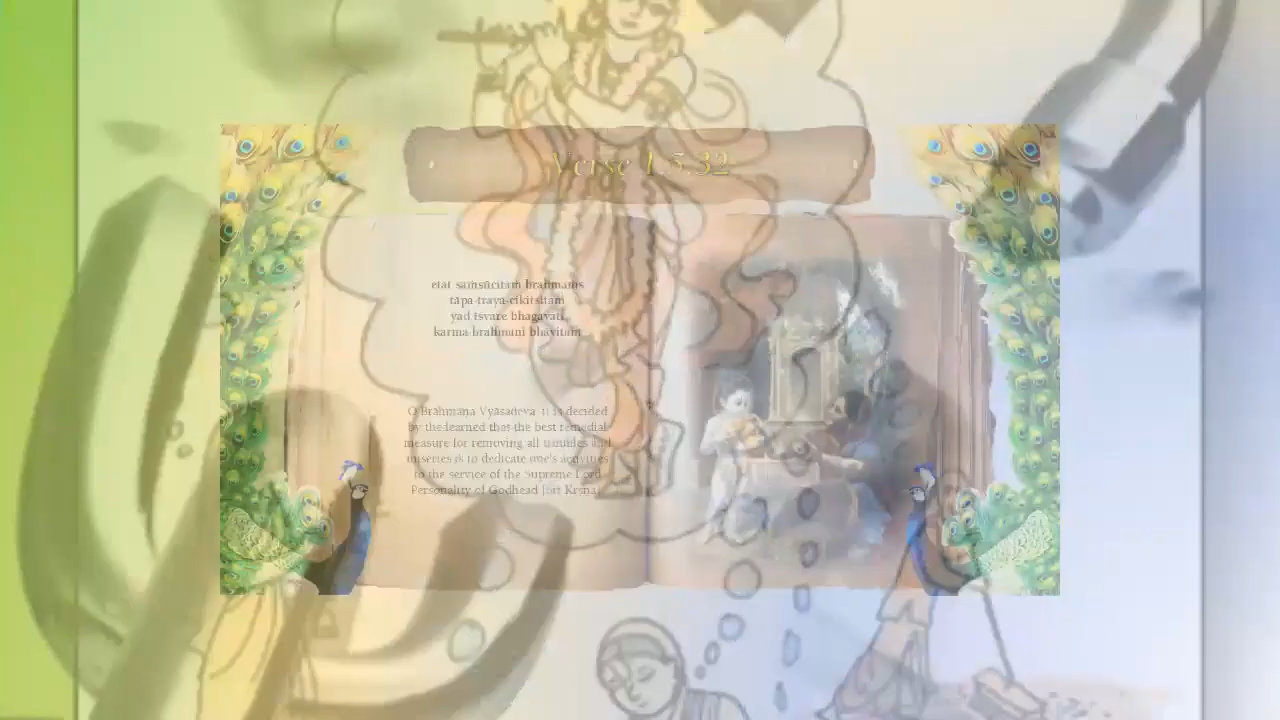 Verse 1.5.32
etat saṁsūcitaṁ brahmaṁs
tāpa-traya-cikitsitam
yad īśvare bhagavati
karma brahmaṇi bhāvitam
O Brāhmaṇa Vyāsadeva, it is decided
by the learned that the best remedial
measure for removing all troubles and
miseries is to dedicate one's activities
to the service of the Supreme Lord
Personality of Godhead [Śrī Kṛṣṇa].